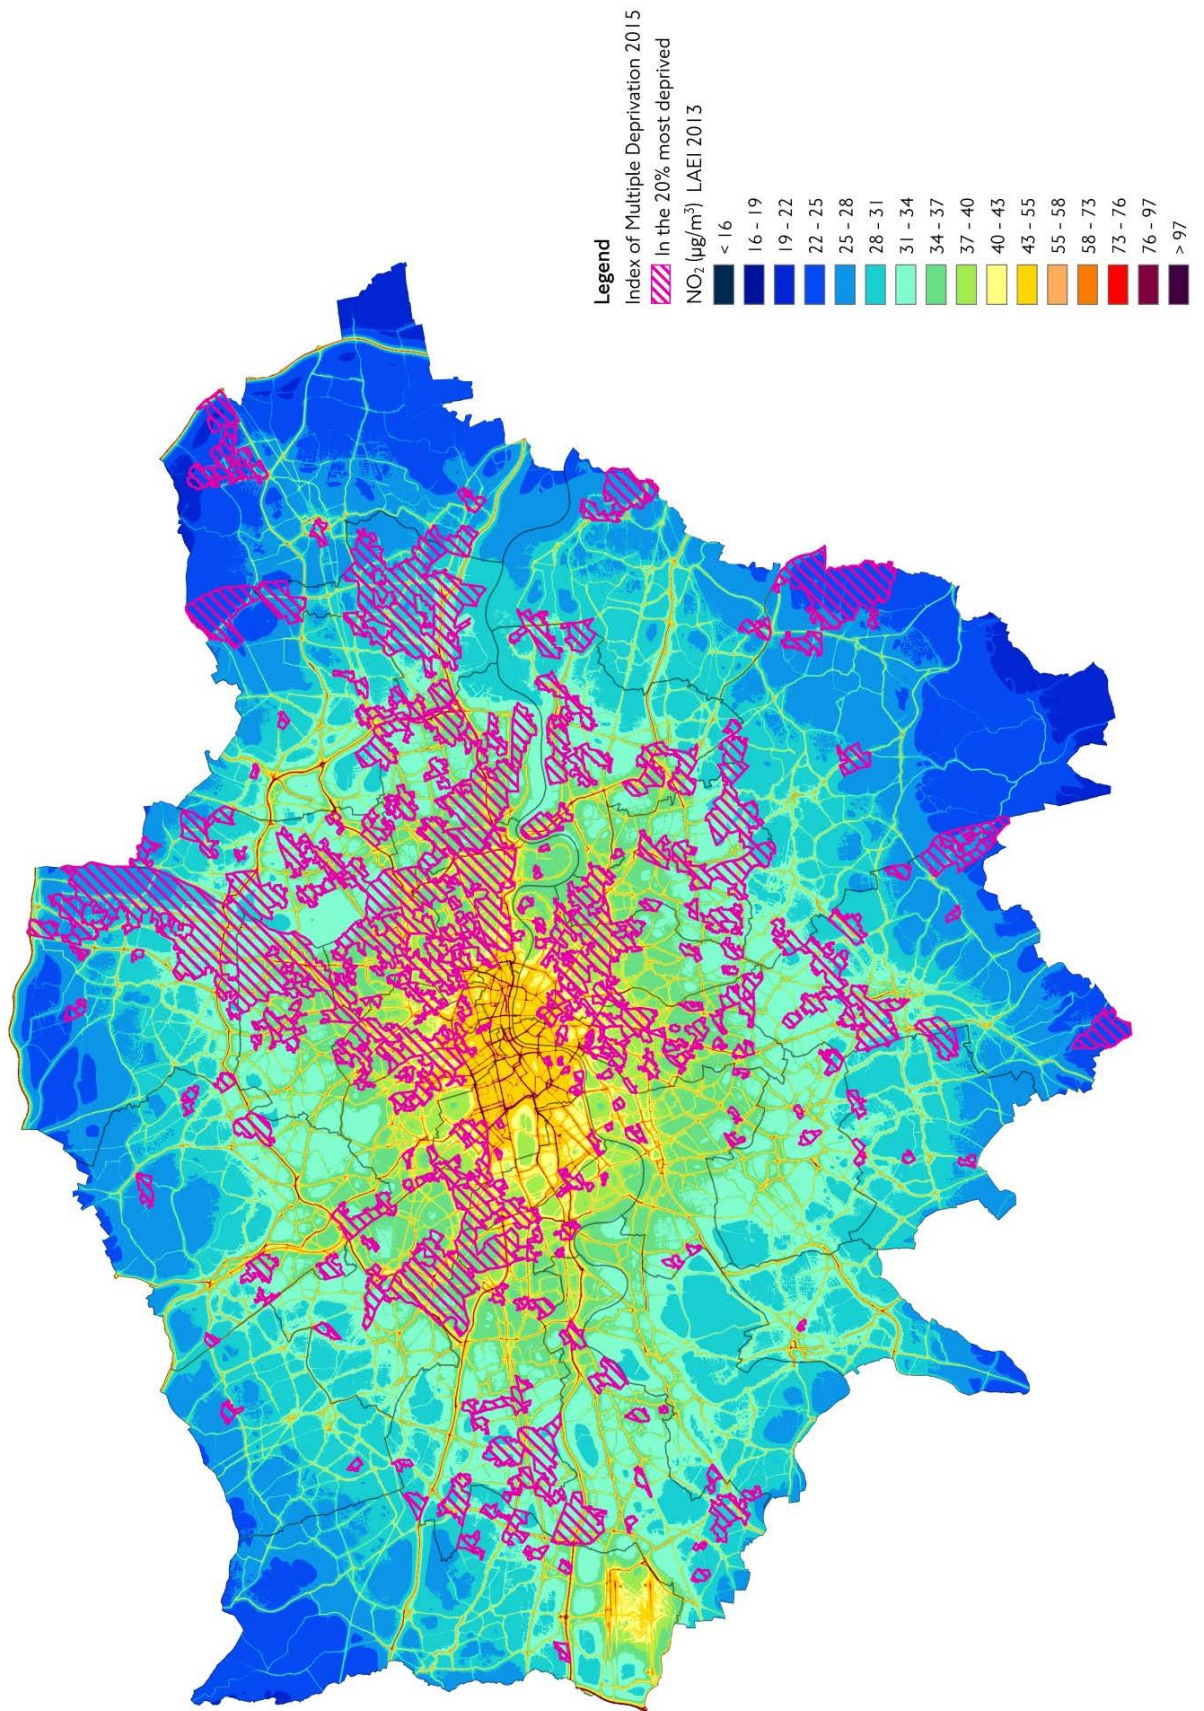 Legend
Index of Multiple Deprivation 2015
In the 20% most deprived
NO₂ (µg/m³) LAEI 2013
< 16
16 - 19
19 - 22
22 - 25
25 - 28
28 - 31
31 - 34
34 - 37
37 - 40
40 - 43
43 - 55
55 - 58
58 - 73
73 - 76
76 - 97
> 97